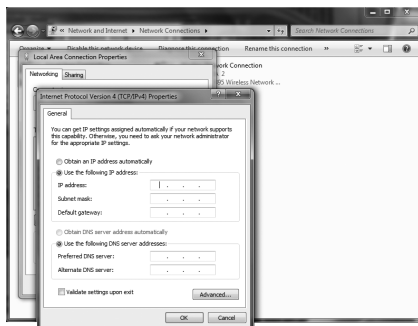 « Network and Internet ▸ Network Connections ▸
Search Network Connections
Organize ▾ Disable this network device Diagnose this connection Rename this connection »
Local Area Connection Properties
Networking Sharing
work Connection
2
95 Wireless Network ...
Internet Protocol Version 4 (TCP/IPv4) Properties
General
You can get IP settings assigned automatically if your network supports
this capability. Otherwise, you need to ask your network administrator
for the appropriate IP settings.
Obtain an IP address automatically
Use the following IP address:
IP address:
Subnet mask:
Default gateway:
Obtain DNS server address automatically
Use the following DNS server addresses:
Preferred DNS server:
Alternate DNS server:
Validate settings upon exit
Advanced...
OK Cancel